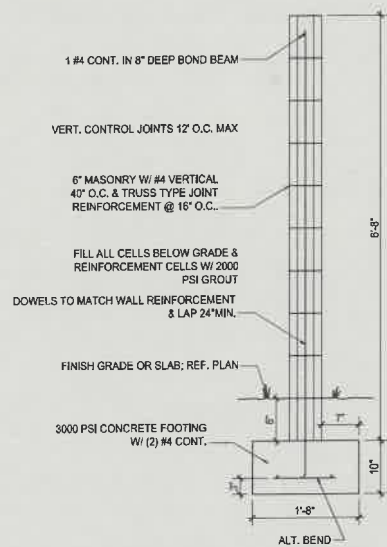 1 #4 CONT. IN 8" DEEP BOND BEAM
VERT. CONTROL JOINTS 12' O.C. MAX
6" MASONRY W/ #4 VERTICAL
40" O.C. & TRUSS TYPE JOINT
REINFORCEMENT @ 16" O.C..
FILL ALL CELLS BELOW GRADE &
REINFORCEMENT CELLS W/ 2000
PSI GROUT
DOWELS TO MATCH WALL REINFORCEMENT
& LAP 24"MIN.
FINISH GRADE OR SLAB; REF. PLAN
3000 PSI CONCRETE FOOTING
W/ (2) #4 CONT.
6'-8"
6"
7"
10"
3"
1'-8"
ALT. BEND